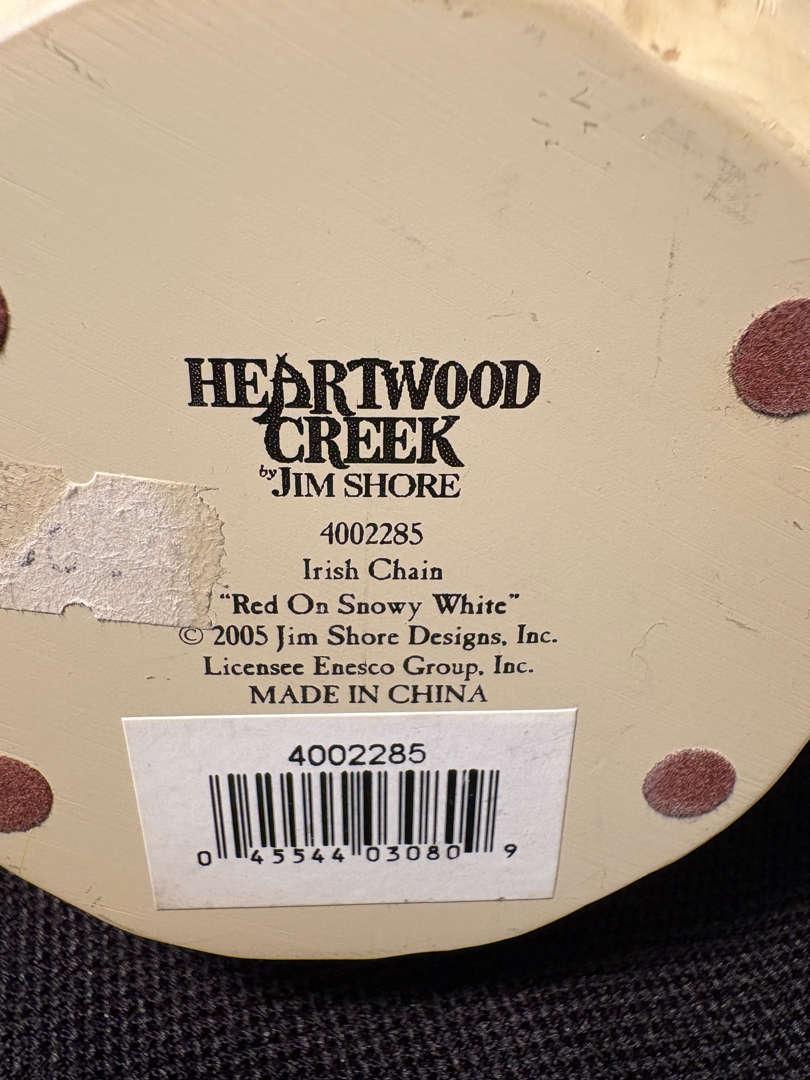 HEARTWOOD
CREEK
by JIM SHORE
4002285
Irish Chain
"Red On Snowy White"
© 2005 Jim Shore Designs, Inc.
Licensee Enesco Group, Inc.
MADE IN CHINA
4002285
0 45544 03080 9